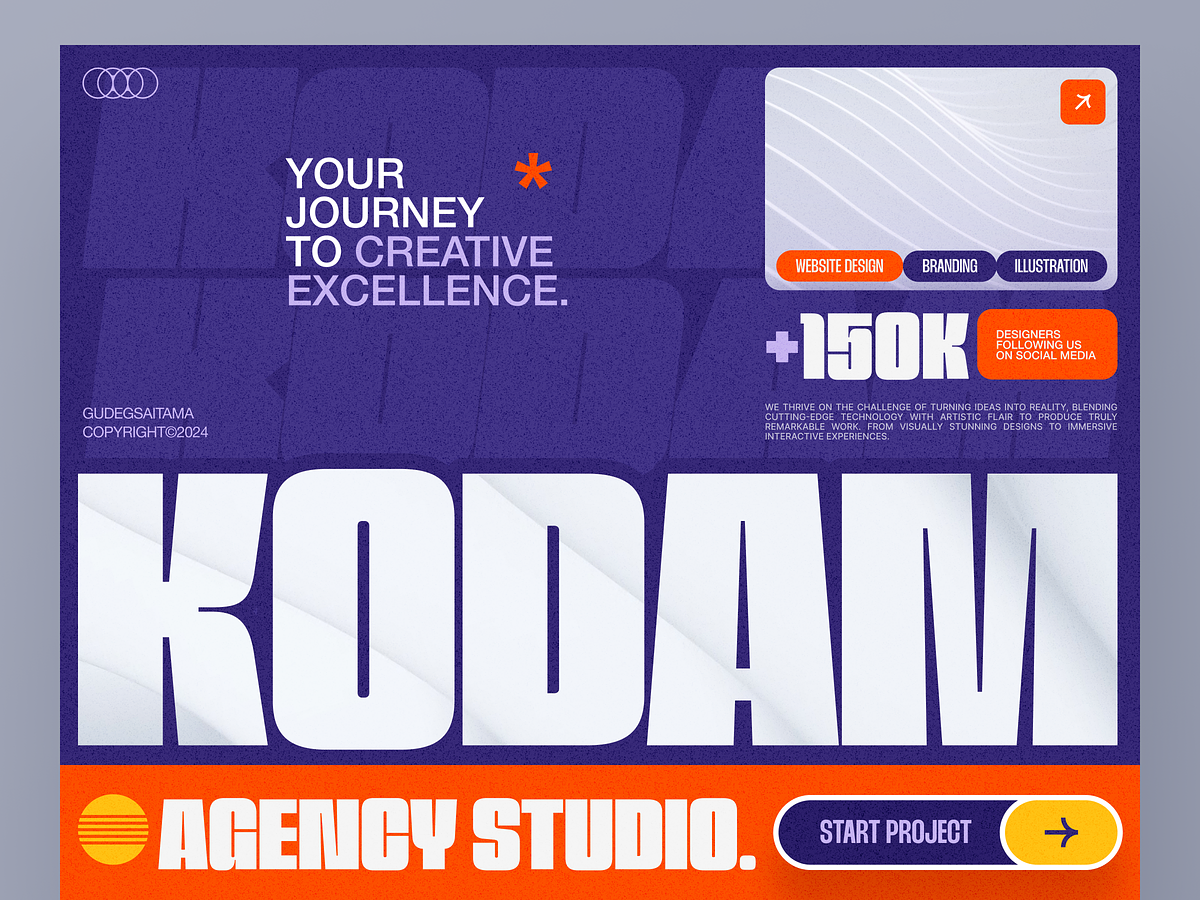 YOUR
JOURNEY
TO CREATIVE
EXCELLENCE.
*
WEBSITE DESIGN
BRANDING
ILLUSTRATION
+150K
DESIGNERS
FOLLOWING US
ON SOCIAL MEDIA
GUDEGSAITAMA
COPYRIGHT©2024
WE THRIVE ON THE CHALLENGE OF TURNING IDEAS INTO REALITY, BLENDING
CUTTING-EDGE TECHNOLOGY WITH ARTISTIC FLAIR TO PRODUCE TRULY
REMARKABLE WORK. FROM VISUALLY STUNNING DESIGNS TO IMMERSIVE
INTERACTIVE EXPERIENCES.
KODAM
AGENCY STUDIO.
START PROJECT